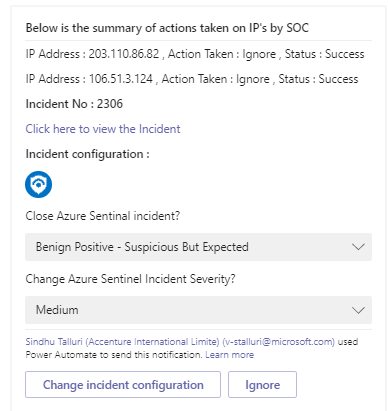 Below is the summary of actions taken on IP's by SOC
IP Address : 203.110.86.82 , Action Taken : Ignore , Status : Success
IP Address : 106.51.3.124 , Action Taken : Ignore , Status : Success
Incident No : 2306
Click here to view the Incident
Incident configuration :
Close Azure Sentinal incident?
Benign Positive - Suspicious But Expected
Change Azure Sentinel Incident Severity?
Medium
Sindhu Talluri (Accenture International Limite) (v-stalluri@microsoft.com) used
Power Automate to send this notification. Learn more
Change incident configuration
Ignore